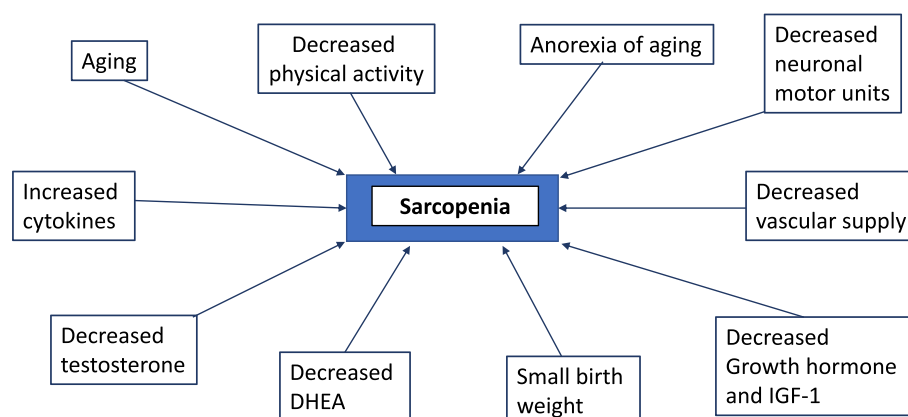 Aging
Decreased
physical activity
Anorexia of aging
Decreased
neuronal
motor units
Increased
cytokines
Sarcopenia
Decreased
vascular supply
Decreased
testosterone
Decreased
DHEA
Small birth
weight
Decreased
Growth hormone
and IGF-1